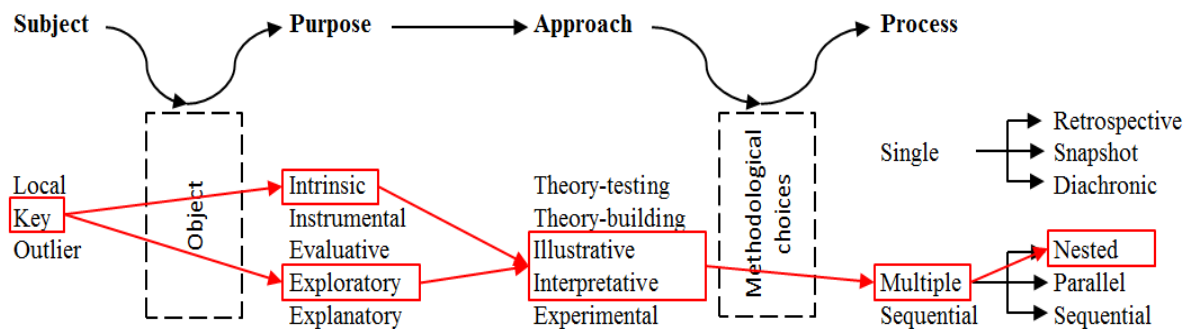 Subject
Purpose
Approach
Process
Local
Key
Outlier
Object
Intrinsic
Instrumental
Evaluative
Exploratory
Explanatory
Theory-testing
Theory-building
Illustrative
Interpretative
Experimental
Methodological
choices
Single
Retrospective
Snapshot
Diachronic
Multiple
Sequential
Nested
Parallel
Sequential